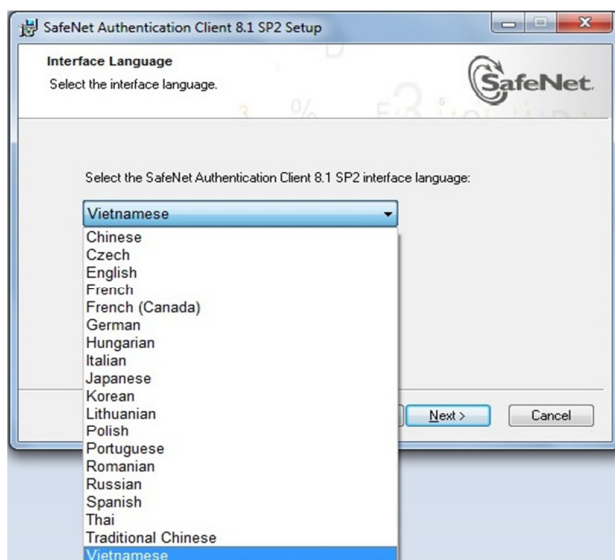 SafeNet Authentication Client 8.1 SP2 Setup
Interface Language
Select the interface language.
SafeNet.
Select the SafeNet Authentication Client 8.1 SP2 interface language:
Vietnamese
Chinese
Czech
English
French
French (Canada)
German
Hungarian
Italian
Japanese
Korean
Lithuanian
Polish
Portuguese
Romanian
Russian
Spanish
Thai
Traditional Chinese
Vietnamese
Next >
Cancel